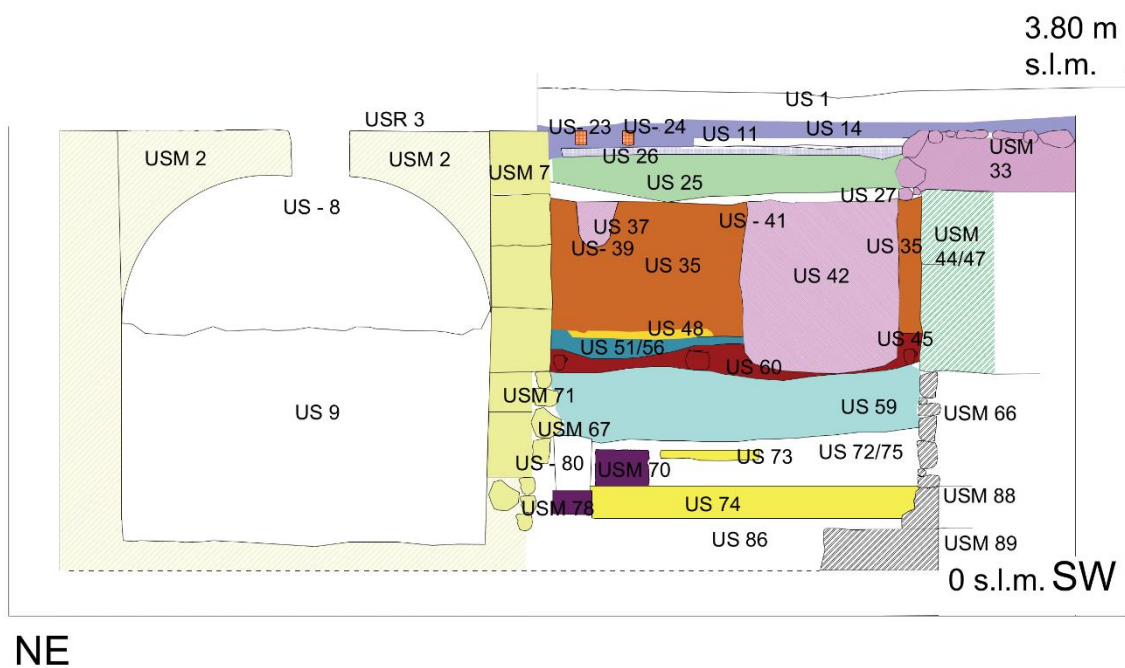 3.80 m
s.l.m.
US 1
USR 3
US- 23
US- 24
US 11
US 14
USM 2
USM 2
USM 7
US 26
USM
33
US 25
US 27
US - 8
US 37
US - 41
US- 39
US 35
US 35
USM
44/47
US 42
US 48
US 45
US 51/56
US 60
USM 71
US 59
USM 66
US 9
USM 67
US - 80
US 73
US 72/75
USM 70
USM 78
US 74
USM 88
US 86
USM 89
0 s.l.m. SW
NE